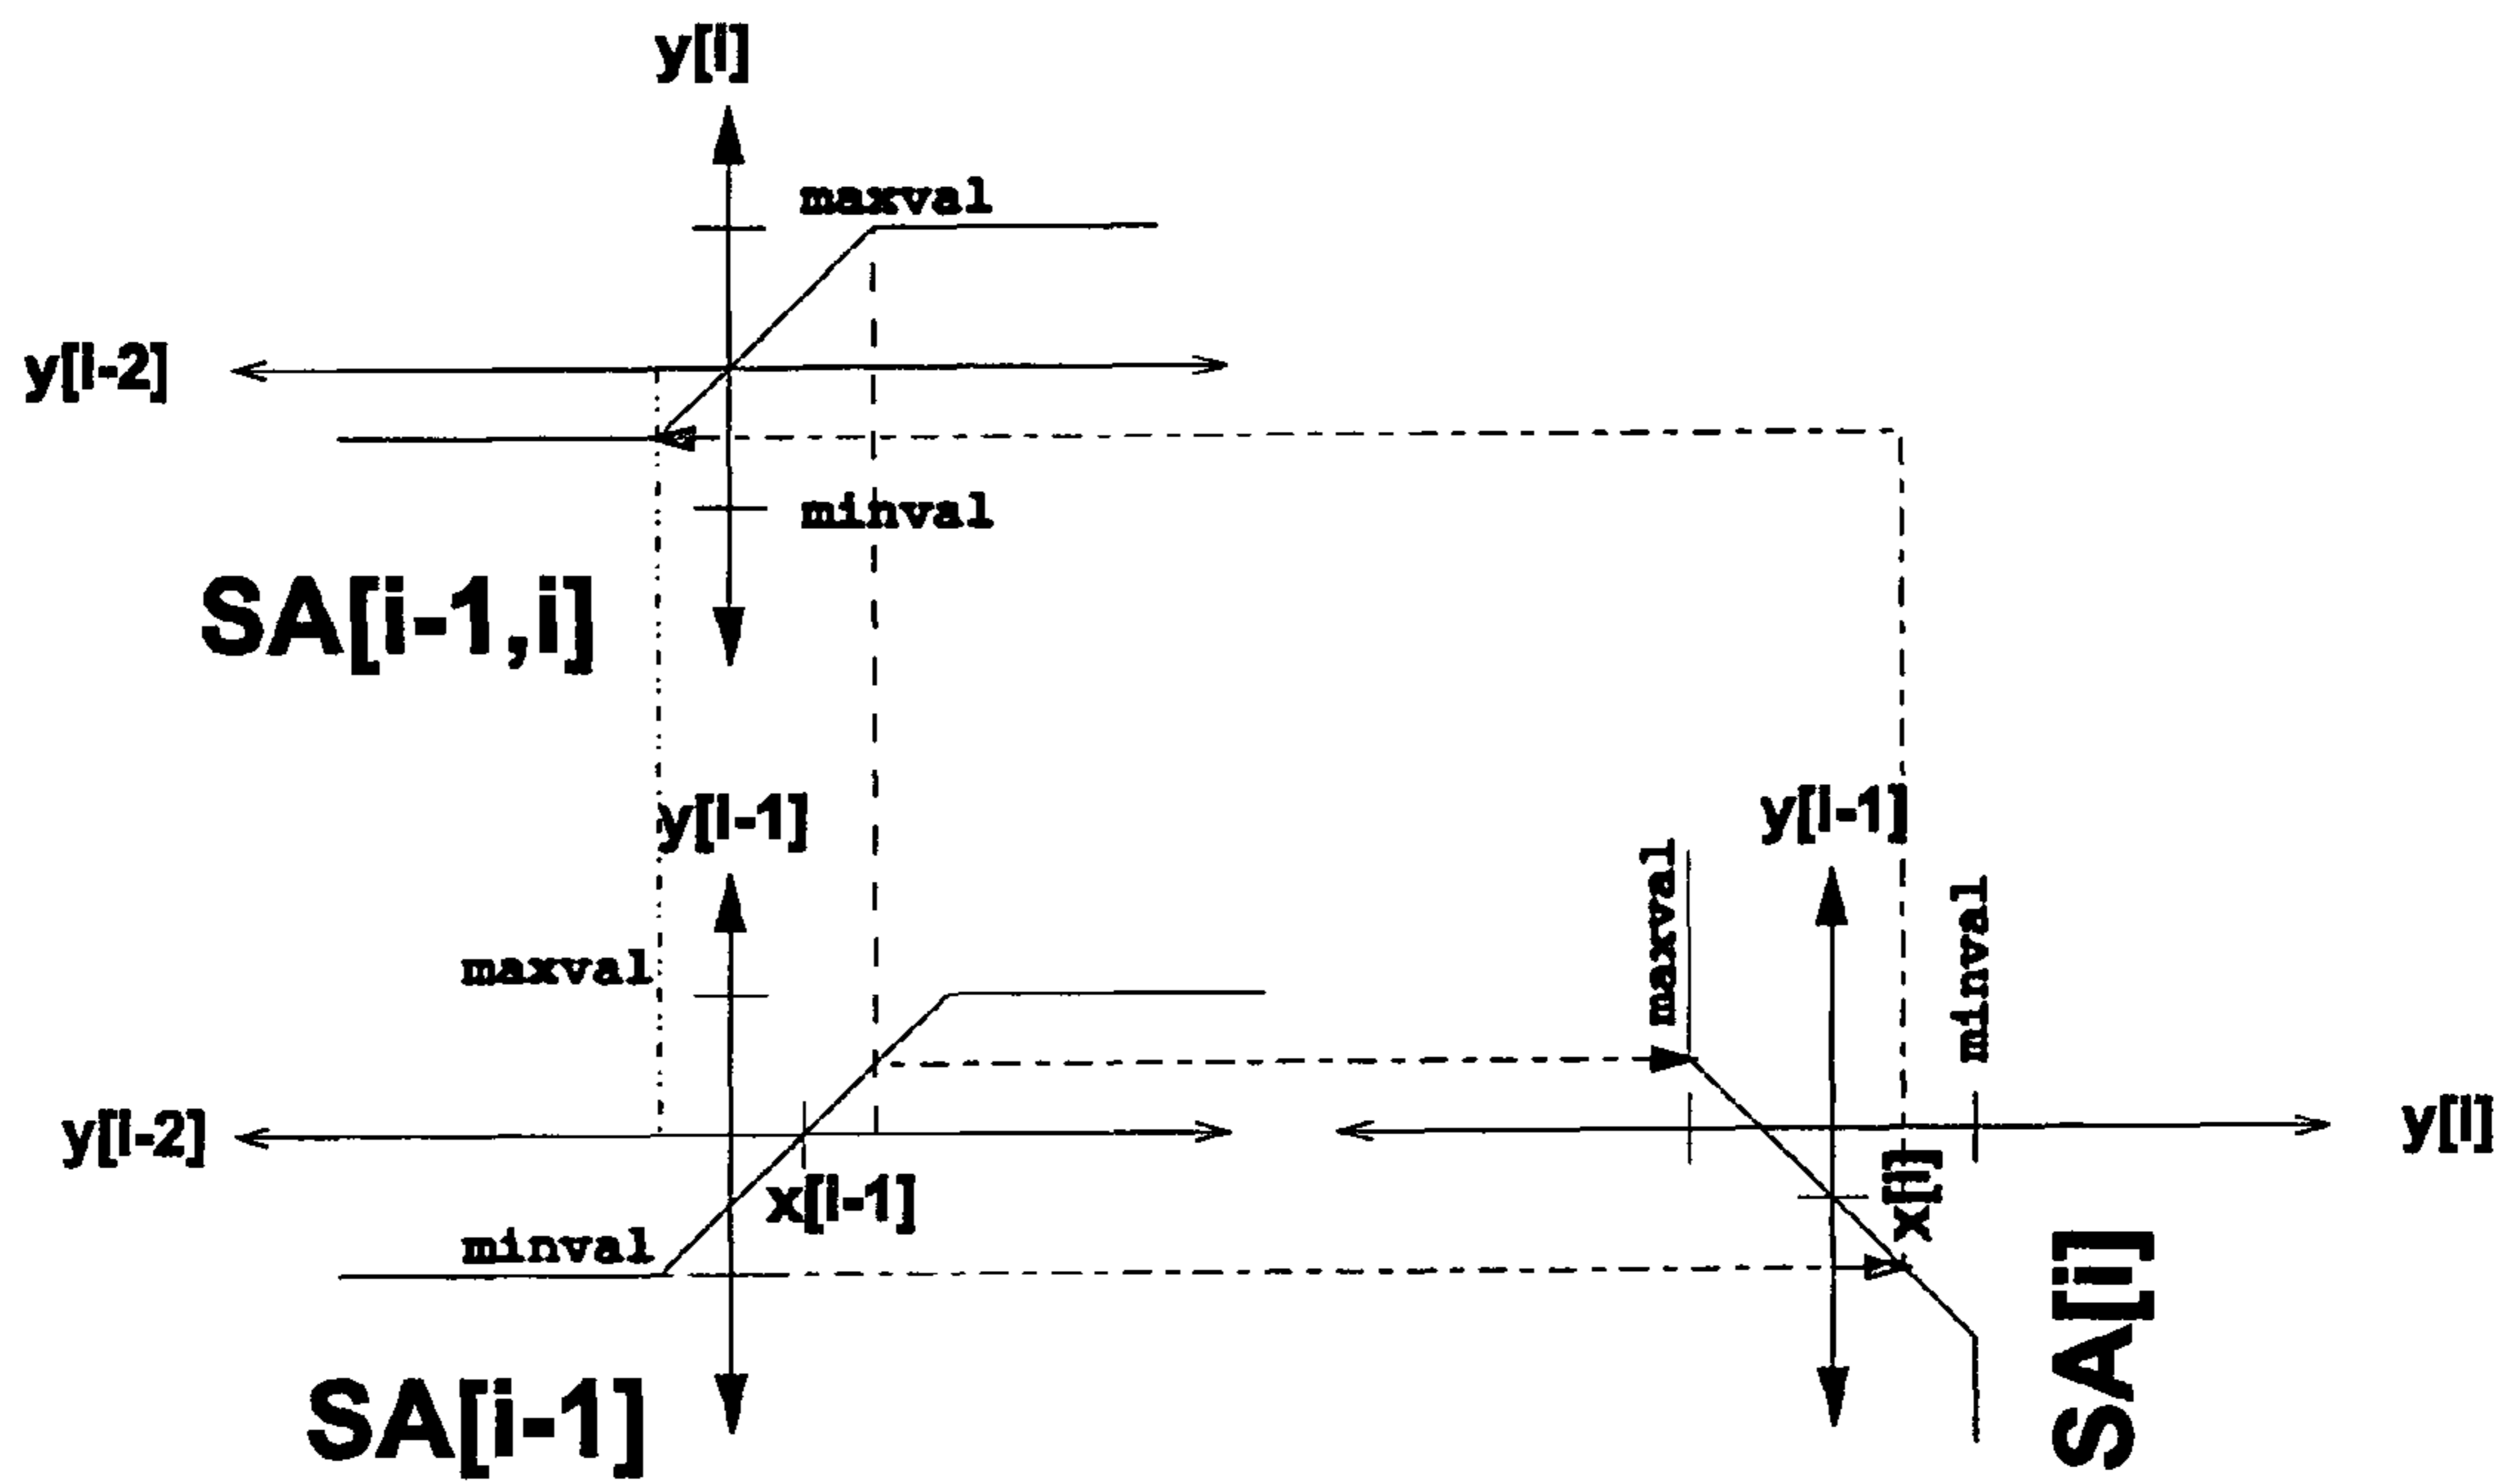 y[i]
maxval
y[i-2]
minval
SA[i-1,i]
y[i-1]
y[i-1]
maxval
minval
maxval
y[i-2]
y[i]
x[i-1]
x[i]
minval
SA[i]
SA[i-1]